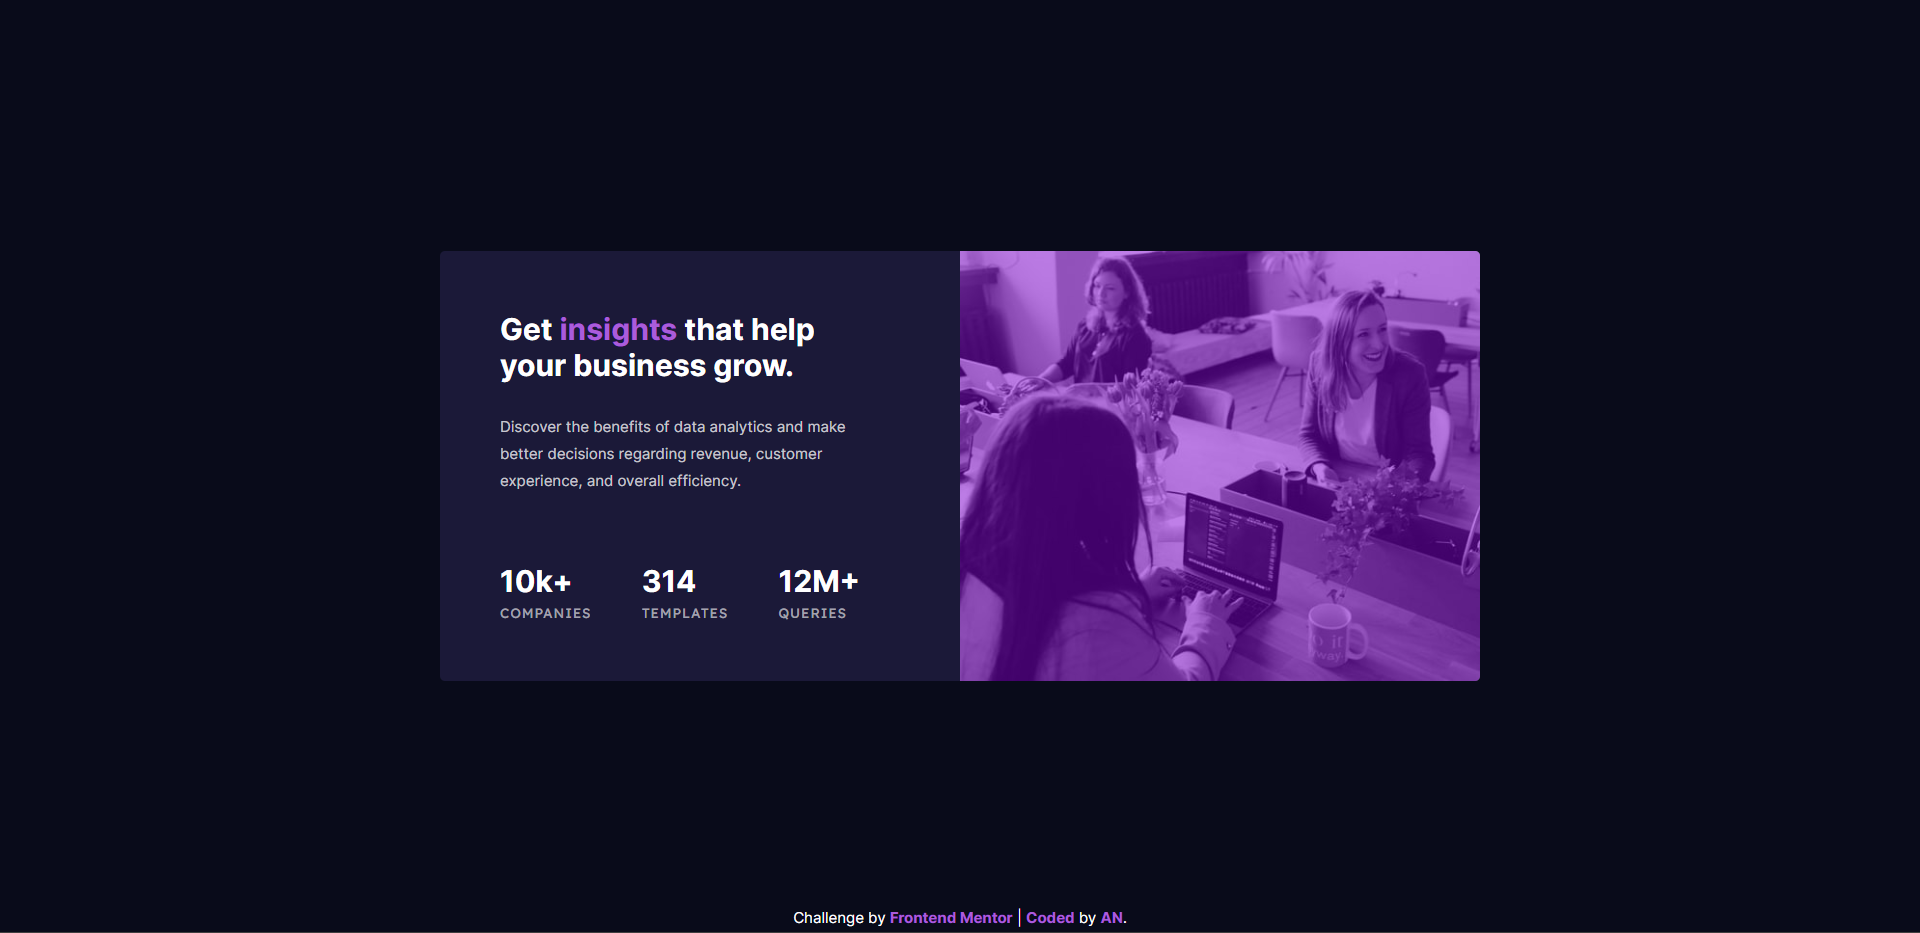 Get insights that help
your business grow.
Discover the benefits of data analytics and make
better decisions regarding revenue, customer
experience, and overall efficiency.
10k+ 314 12M+
COMPANIES TEMPLATES QUERIES
Challenge by Frontend Mentor | Coded by AN.